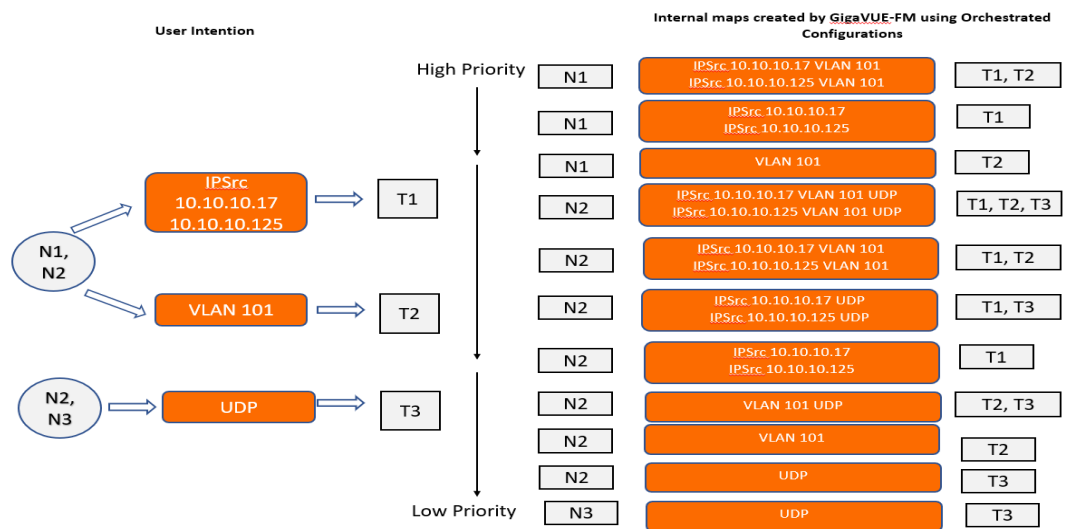 User Intention
Internal maps created by GigaVUE-FM using Orchestrated
Configurations
High Priority
N1
IPSrc 10.10.10.17 VLAN 101
IPSrc 10.10.10.125 VLAN 101
T1, T2
N1
IPSrc 10.10.10.17
IPSrc 10.10.10.125
T1
N1
VLAN 101
T2
N2
IPSrc 10.10.10.17 VLAN 101 UDP
IPSrc 10.10.10.125 VLAN 101 UDP
T1, T2, T3
N2
IPSrc 10.10.10.17 VLAN 101
IPSrc 10.10.10.125 VLAN 101
T1, T2
N2
IPSrc 10.10.10.17 UDP
IPSrc 10.10.10.125 UDP
T1, T3
N2
IPSrc 10.10.10.17
IPSrc 10.10.10.125
T1
N2
VLAN 101 UDP
T2, T3
N2
VLAN 101
T2
N2
UDP
T3
Low Priority
N3
UDP
T3
N1,
N2
IPSrc
10.10.10.17
10.10.10.125
T1
VLAN 101
T2
N2,
N3
UDP
T3